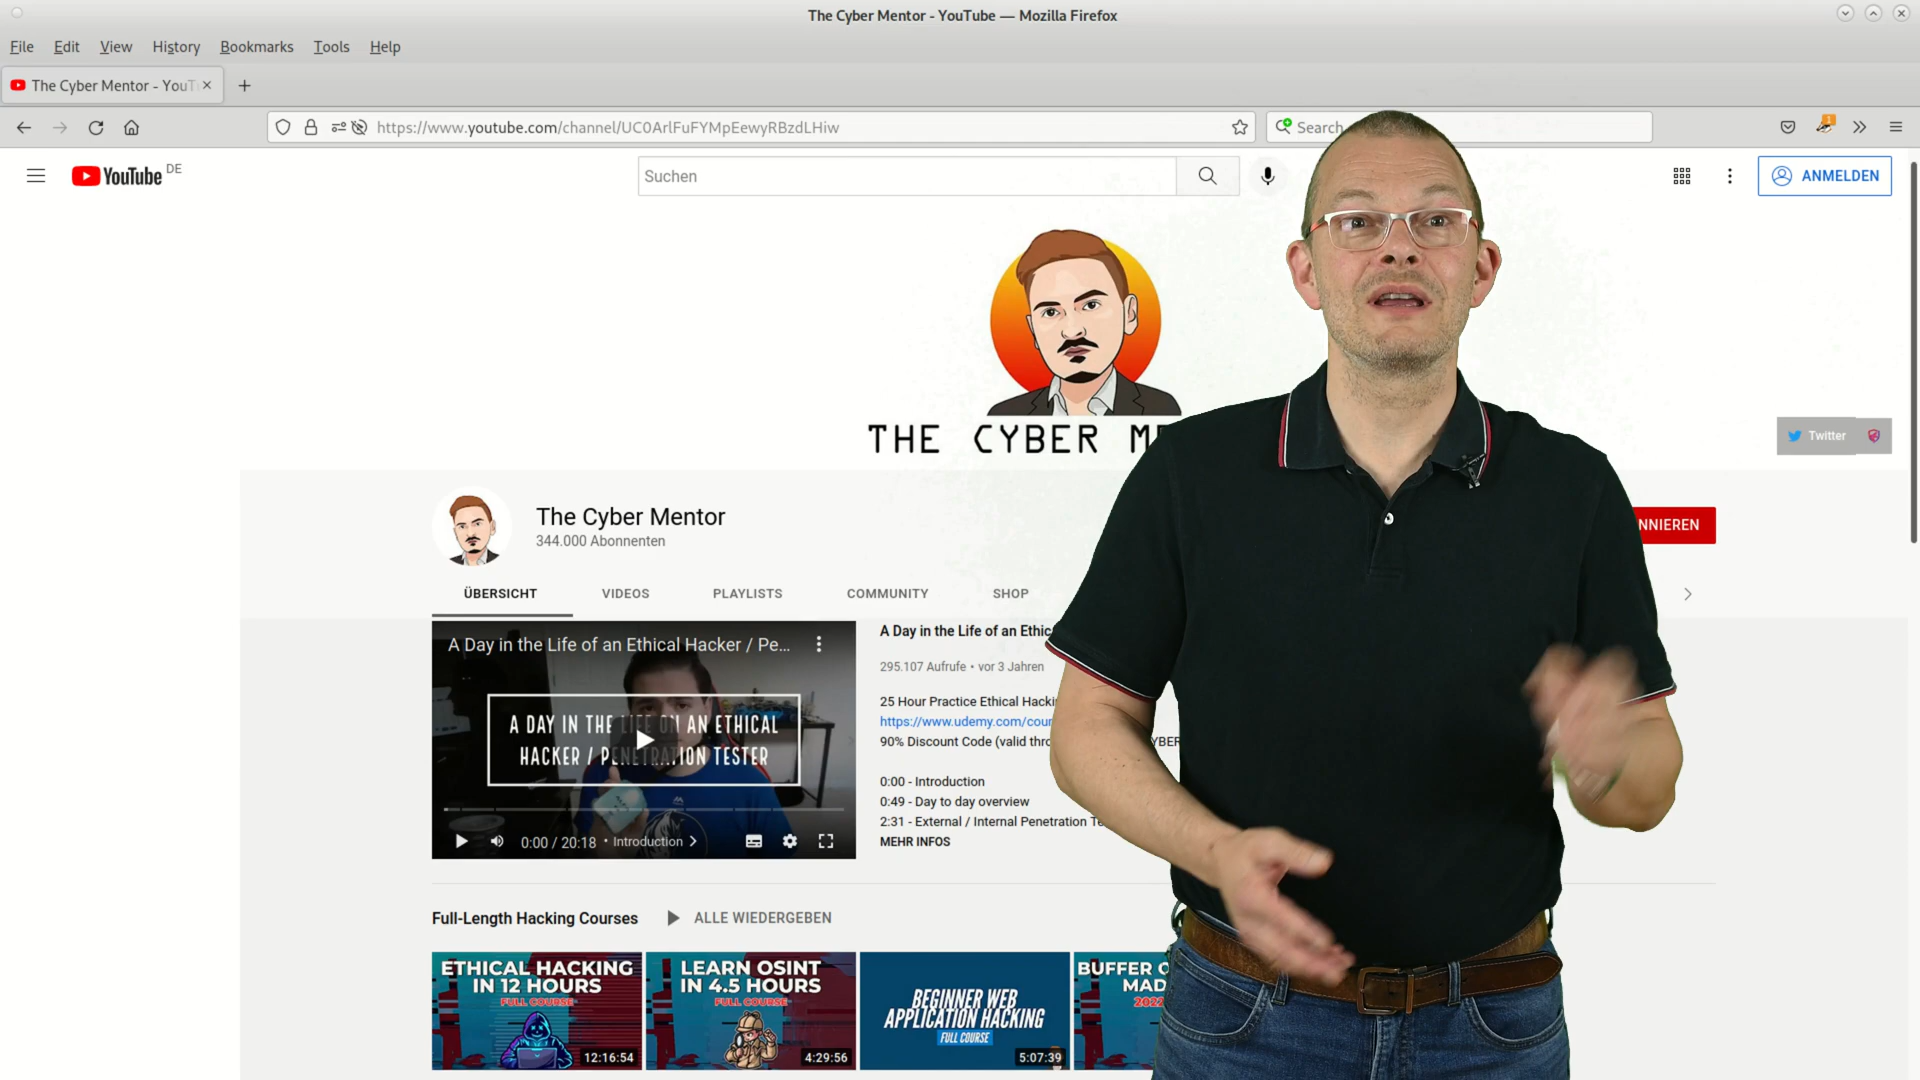 The Cyber Mentor - YouTube — Mozilla Firefox
File Edit View History Bookmarks Tools Help
The Cyber Mentor - YouT
https://www.youtube.com/channel/UC0ArlFuFYMpEewyRBzdLHiw
Search
1
YouTube DE
Suchen
ANMELDEN
THE CYBER M
Twitter
The Cyber Mentor
344.000 Abonnenten
NNIEREN
ÜBERSICHT VIDEOS PLAYLISTS COMMUNITY SHOP
A Day in the Life of an Ethical Hacker / Pe...
A DAY IN THE LIFE ON AN ETHICAL
HACKER / PENETRATION TESTER
0:00 / 20:18 • Introduction
A Day in the Life of an Ethic
295.107 Aufrufe • vor 3 Jahren
25 Hour Practice Ethical Hacki
https://www.udemy.com/cour
90% Discount Code (valid thro YBER
0:00 - Introduction
0:49 - Day to day overview
2:31 - External / Internal Penetration Te
MEHR INFOS
Full-Length Hacking Courses ALLE WIEDERGEBEN
ETHICAL HACKING
IN 12 HOURS
FULL COURSE
12:16:54
LEARN OSINT
IN 4.5 HOURS
FULL COURSE
4:29:56
BEGINNER WEB
APPLICATION HACKING
FULL COURSE
5:07:39
BUFFER O
MAD
2022